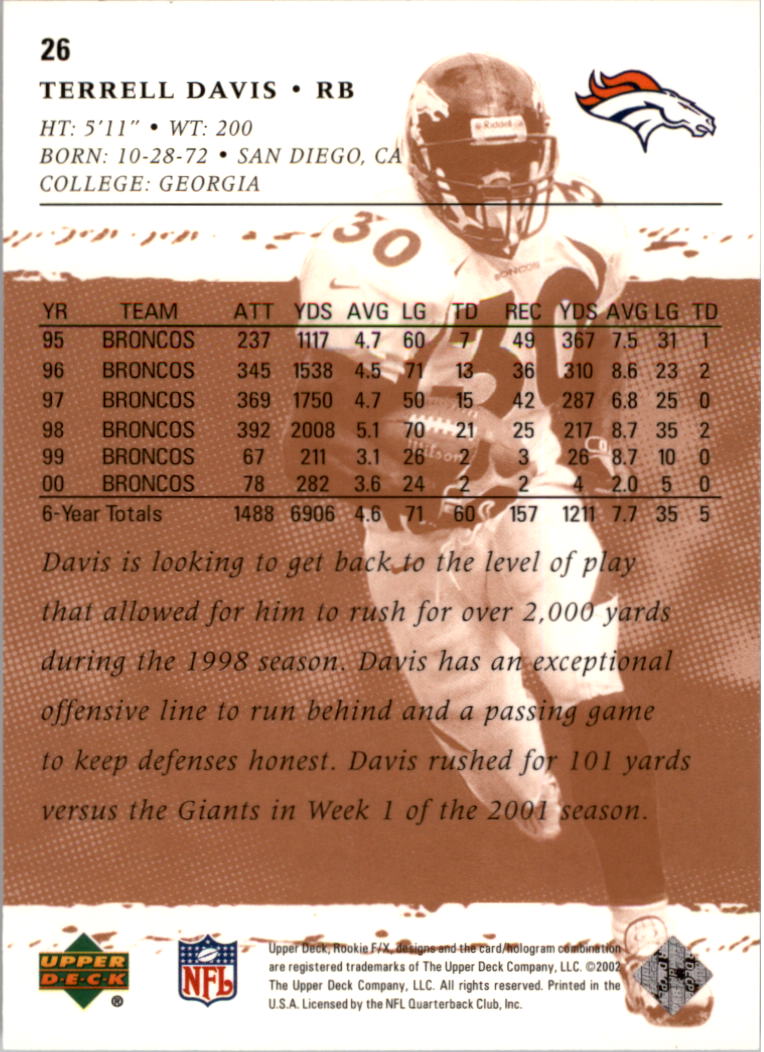 26
TERRELL DAVIS • RB
HT: 5'11" • WT: 200
BORN: 10-28-72 • SAN DIEGO, CA
COLLEGE: GEORGIA
Riddell
30
BRONCOS
YR TEAM ATT YDS AVG LG TD REC YDS AVG LG TD
95 BRONCOS 237 1117 4.7 60 7 49 367 7.5 31 1
96 BRONCOS 345 1538 4.5 71 13 36 310 8.6 23 2
97 BRONCOS 369 1750 4.7 50 15 42 287 6.8 25 0
98 BRONCOS 392 2008 5.1 70 21 25 217 8.7 35 2
99 BRONCOS 67 211 3.1 26 2 3 26 8.7 10 0
00 BRONCOS 78 282 3.6 24 2 2 4 2.0 5 0
6-Year Totals 1488 6906 4.6 71 60 157 1211 7.7 35 5
30
Wilson
Davis is looking to get back to the level of play
that allowed for him to rush for over 2,000 yards
during the 1998 season. Davis has an exceptional
offensive line to run behind and a passing game
to keep defenses honest. Davis rushed for 101 yards
versus the Giants in Week 1 of the 2001 season.
UPPER
D•E•C•K
®
NFL
Upper Deck, Rookie F/X, designs and the card/hologram combination
are registered trademarks of The Upper Deck Company, LLC. ©2002
The Upper Deck Company, LLC. All rights reserved. Printed in the
U.S.A. Licensed by the NFL Quarterback Club, Inc.